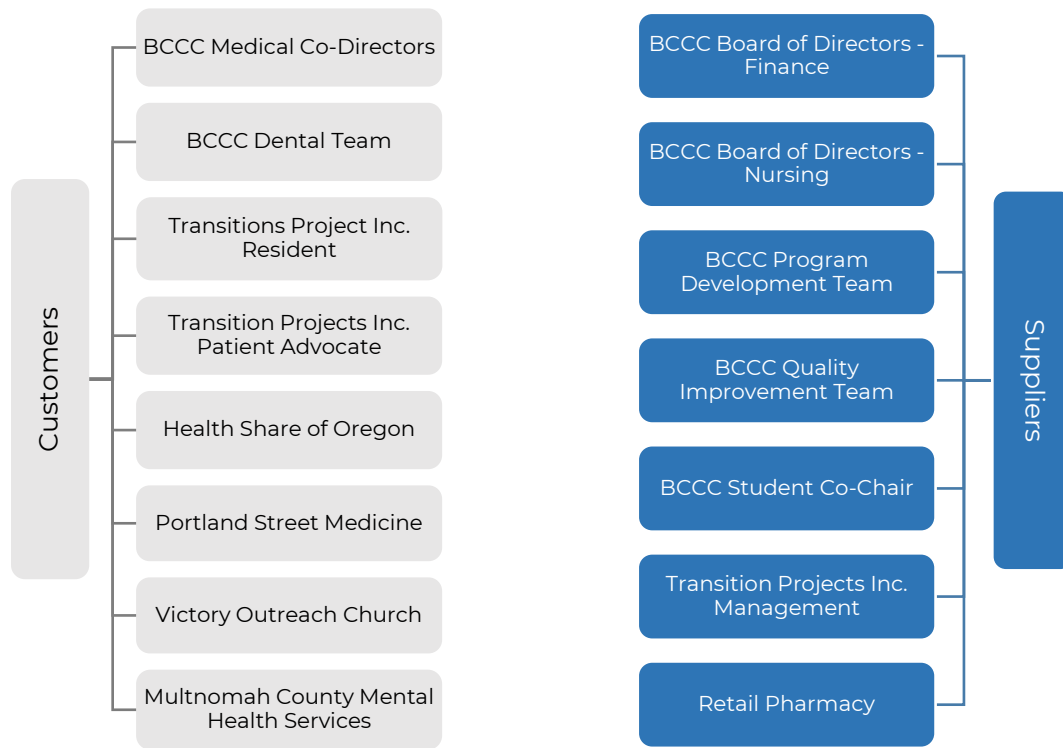 Customers
BCCC Medical Co-Directors
BCCC Dental Team
Transitions Project Inc.
Resident
Transition Projects Inc.
Patient Advocate
Health Share of Oregon
Portland Street Medicine
Victory Outreach Church
Multnomah County Mental
Health Services
BCCC Board of Directors -
Finance
BCCC Board of Directors -
Nursing
BCCC Program
Development Team
BCCC Quality
Improvement Team
BCCC Student Co-Chair
Transition Projects Inc.
Management
Retail Pharmacy
Suppliers